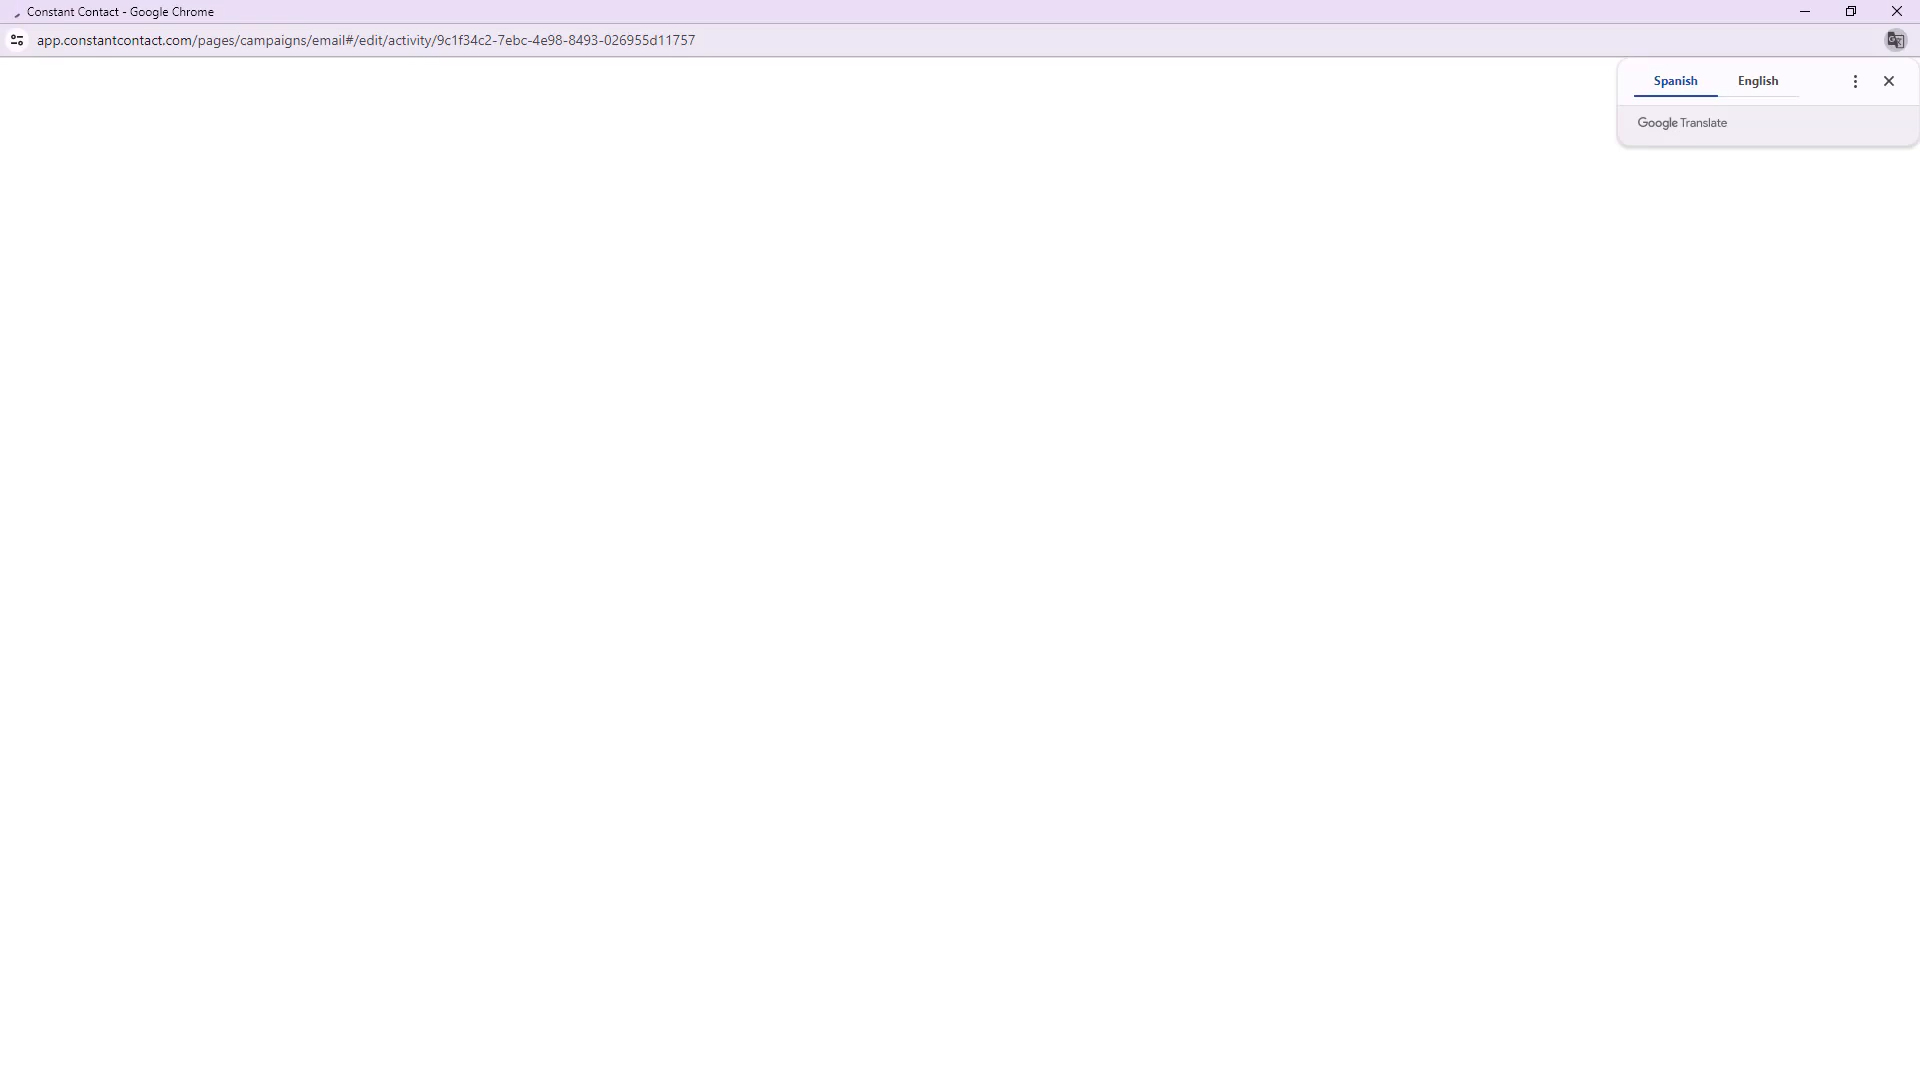 Constant Contact - Google Chrome
app.constantcontact.com/pages/campaigns/email#/edit/activity/9c1f34c2-7ebc-4e98-8493-026955d11757
Spanish English
Google Translate